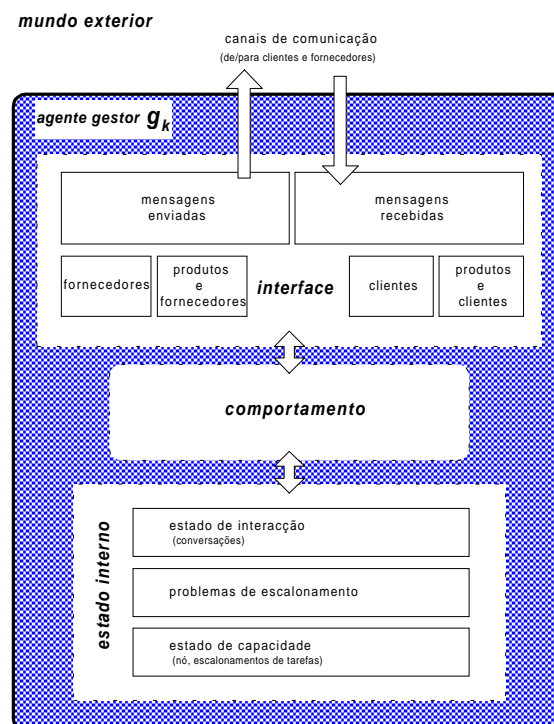 mundo exterior
canais de comunicação
(de/para clientes e fornecedores)
agente gestor gk
mensagens
enviadas
mensagens
recebidas
fornecedores
produtos
e
fornecedores
interface
clientes
produtos
e
clientes
comportamento
estado interno
estado de interacção
(conversações)
problemas de escalonamento
estado de capacidade
(nó, escalonamentos de tarefas)